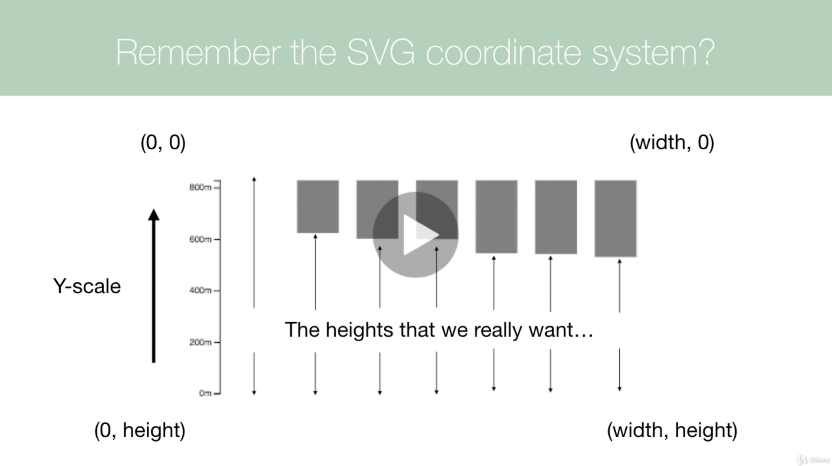 Remember the SVG coordinate system?
(0, 0)
(width, 0)
800m
600m
400m
200m
0m
Y-scale
The heights that we really want...
(0, height)
(width, height)
Udemy